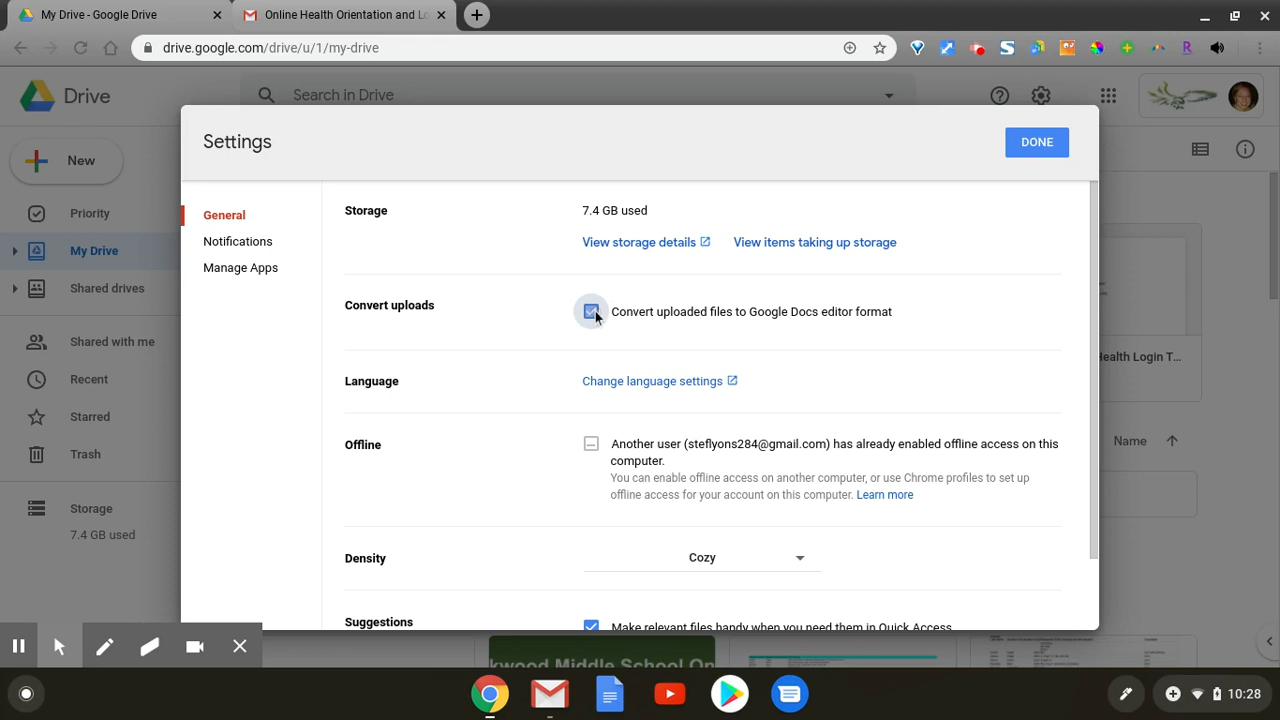 My Drive - Google Drive
Online Health Orientation and Lo
drive.google.com/drive/u/1/my-drive
Drive
Search in Drive
Settings
DONE
New
Priority
My Drive
Shared drives
Shared with me
Recent
Starred
Trash
Storage
7.4 GB used
General
Notifications
Manage Apps
Storage
7.4 GB used
View storage details
View items taking up storage
Convert uploads
Convert uploaded files to Google Docs editor format
Language
Change language settings
Offline
Another user (steflyons284@gmail.com) has already enabled offline access on this
computer.
You can enable offline access on another computer, or use Chrome profiles to set up
offline access for your account on this computer. Learn more
Density
Cozy
Suggestions
Make relevant files handy when you need them in Quick Access
Health Login T...
Name
kwood Middle School On
10:28